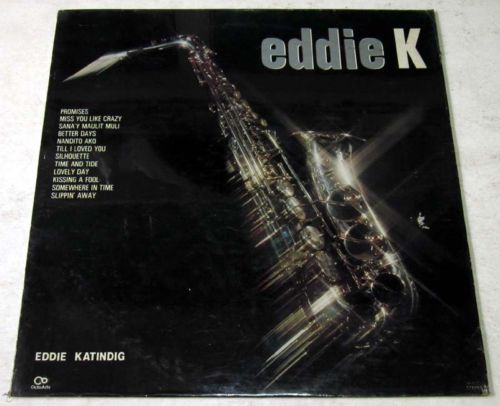 eddie K
PROMISES
MISS YOU LIKE CRAZY
SANA'Y MAULIT MULI
BETTER DAYS
NANDITO AKO
TILL I LOVED YOU
SILHOUETTE
TIME AND TIDE
LOVELY DAY
KISSING A FOOL
SOMEWHERE IN TIME
SLIPPIN' AWAY
EDDIE KATINDIG
OctoArts